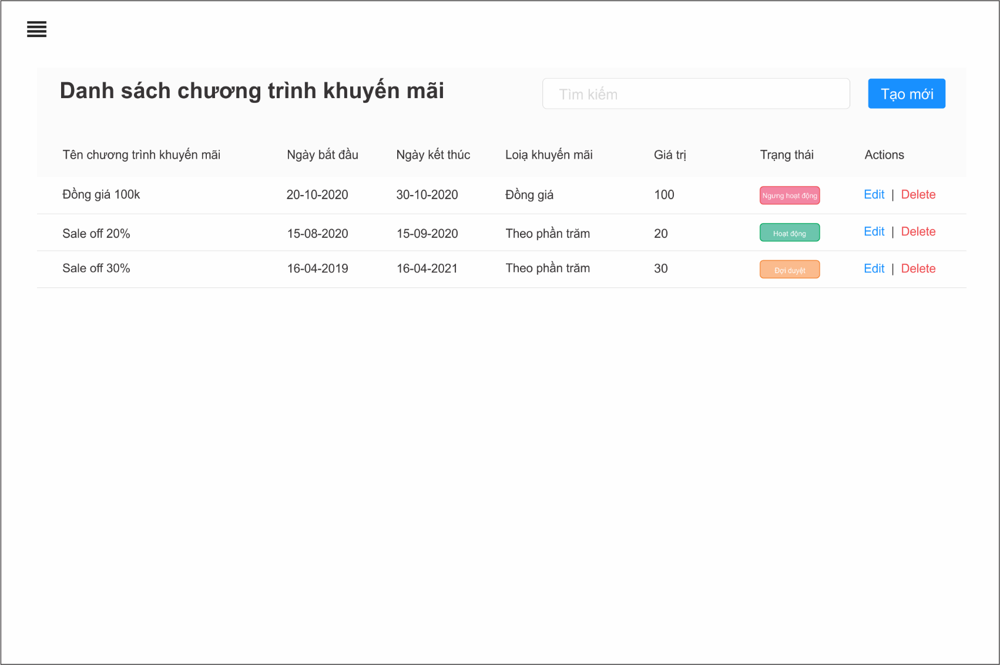 Danh sách chương trình khuyến mãi
Tìm kiếm
Tạo mới
Tên chương trình khuyến mãi Ngày bắt đầu Ngày kết thúc Loiạ khuyến mãi Giá trị Trạng thái Actions
Đồng giá 100k 20-10-2020 30-10-2020 Đồng giá 100 Ngưng hoạt động Edit | Delete
Sale off 20% 15-08-2020 15-09-2020 Theo phần trăm 20 Hoạt động Edit | Delete
Sale off 30% 16-04-2019 16-04-2021 Theo phần trăm 30 Đợi duyệt Edit | Delete